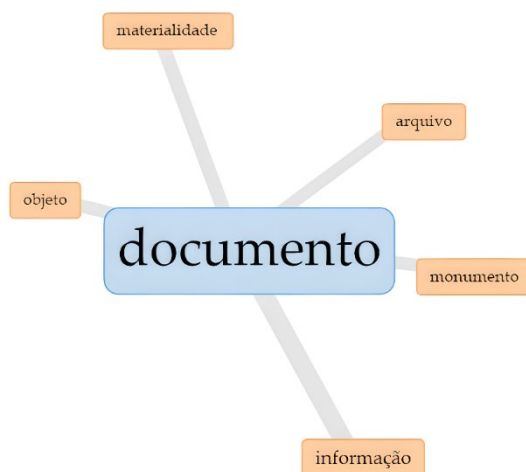 materialidade
arquivo
objeto
documento
monumento
informação